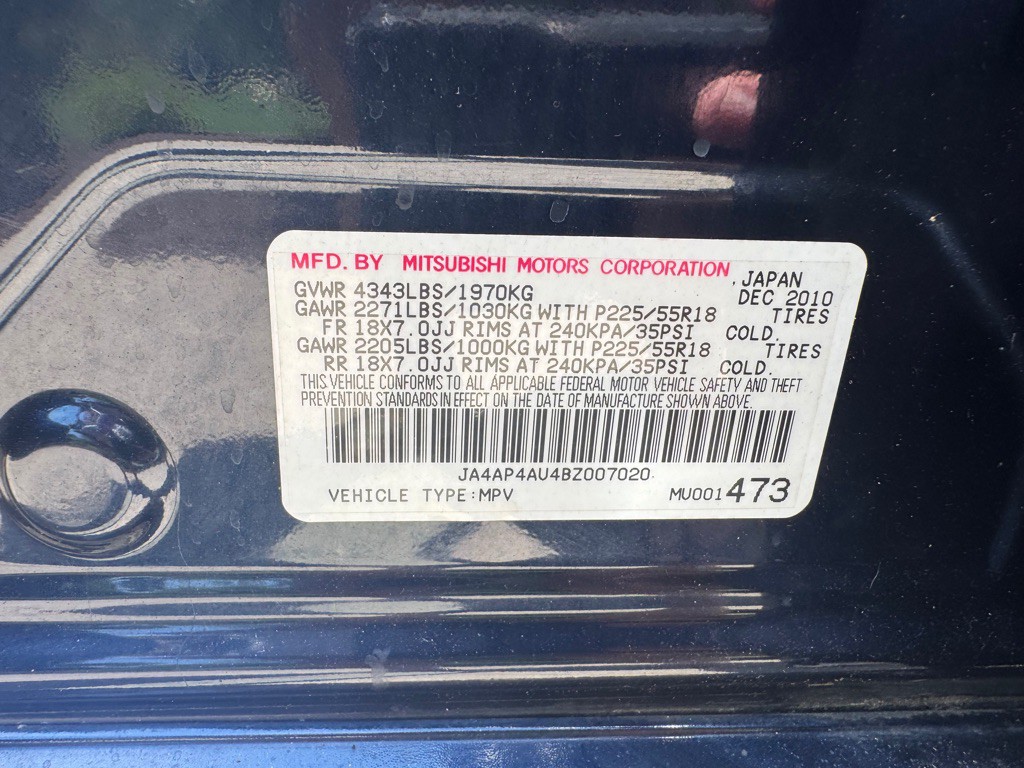 MFD. BY MITSUBISHI MOTORS CORPORATION JAPAN
GVWR 4343LBS/1970KG DEC 2010
GAWR 2271LBS/1030KG WITH P225/55R18 TIRES
FR 18X7.0JJ RIMS AT 240KPA/35PSI COLD.
GAWR 2205LBS/1000KG WITH P225/55R18 TIRES
RR 18X7.0JJ RIMS AT 240KPA/35PSI COLD.
THIS VEHICLE CONFORMS TO ALL APPLICABLE FEDERAL MOTOR VEHICLE SAFETY AND THEFT
PREVENTION STANDARDS IN EFFECT ON THE DATE OF MANUFACTURE SHOWN ABOVE.
JA4AP4AU4BZ007020
VEHICLE TYPE:MPV MU001473